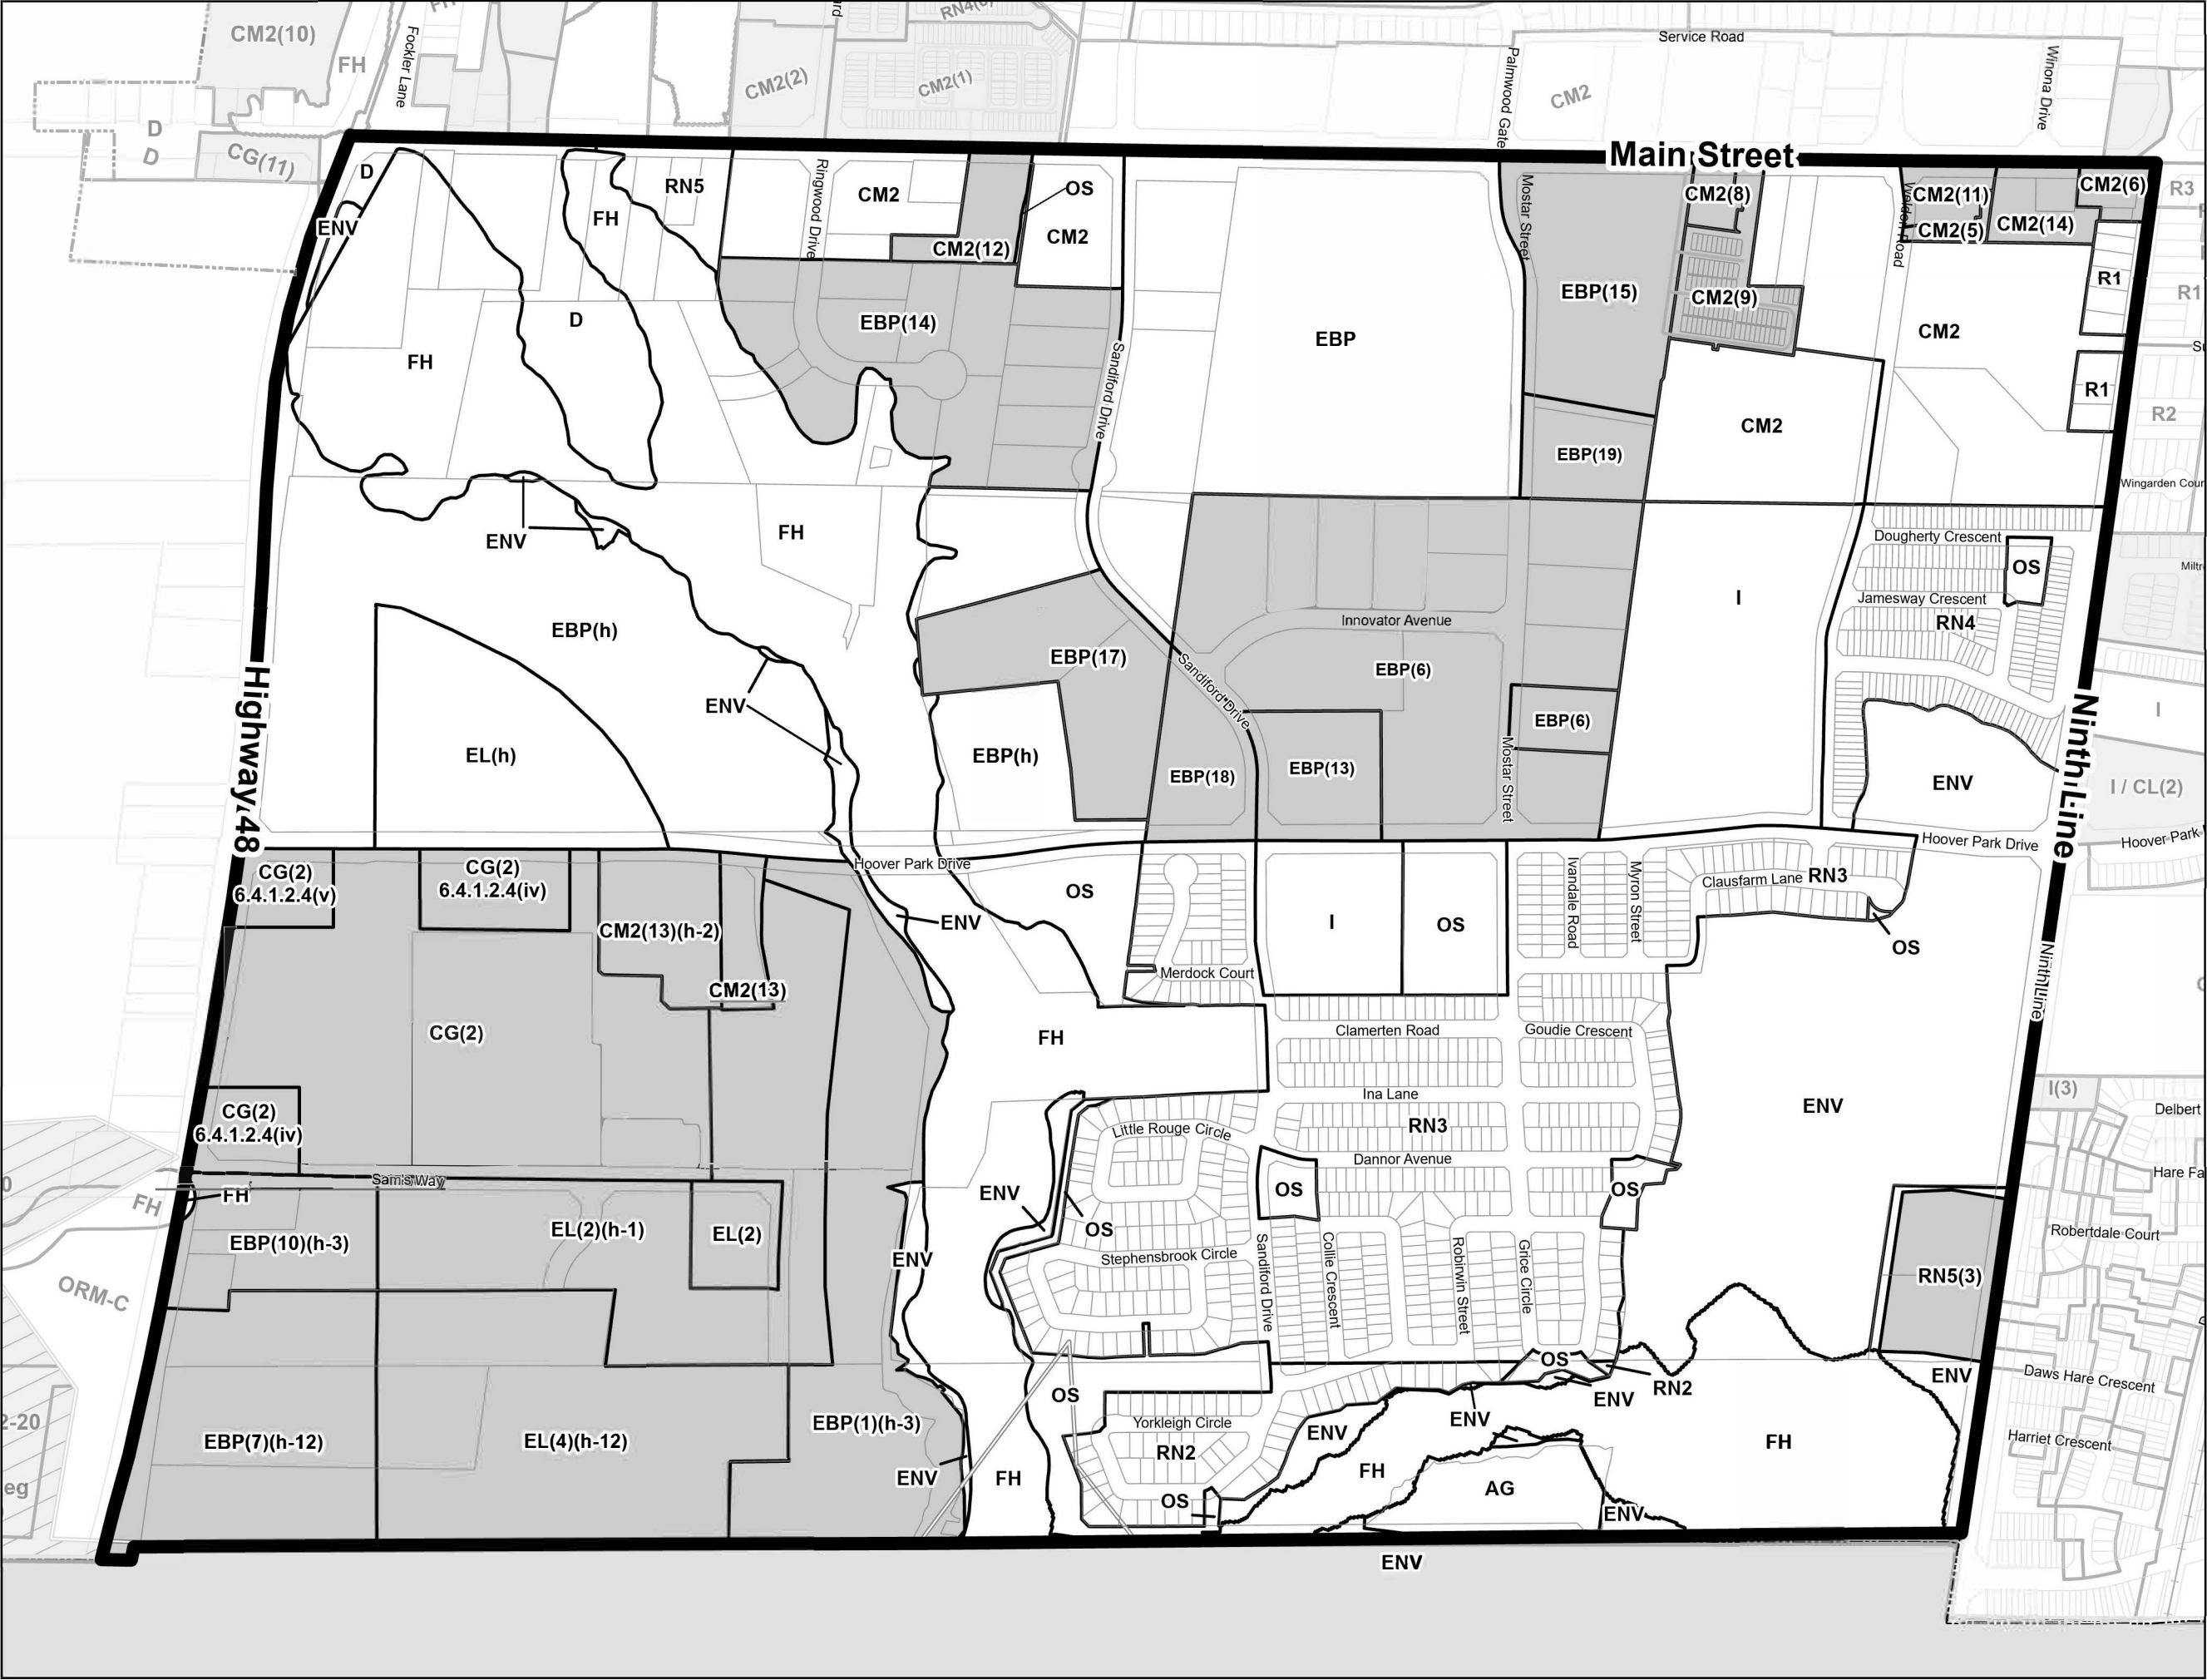 CM2(10)
FH
Fockler Lane
FH
CM2(2)
RN4(6)
CM2(1)
Palmwood Gate
Service Road
CM2
Winona Drive
D
D
CG(11)
Main Street
D
ENV
FH
RN5
Ringwood Drive
CM2
OS
CM2
CM2(12)
Mostar Street
CM2(8)
CM2(11)
CM2(6)
CM2(5)
CM2(14)
Weldon Road
R3
R1
R1
EBP(15)
CM2(9)
EBP(14)
D
FH
Sandiford Drive
EBP
CM2
R1
R2
CM2
EBP(19)
ENV
FH
Dougherty Crescent
OS
Jamesway Crescent
RN4
I
EBP(h)
Innovator Avenue
EBP(17)
EBP(6)
Sandiford Drive
ENV
EBP(6)
Highway 48
EL(h)
EBP(h)
EBP(18)
EBP(13)
Mostar Street
ENV
Ninth Line
I
I / CL(2)
Hoover Park Drive
Hoover Park
Hoover Park Drive
CG(2)
6.4.1.2.4(v)
CG(2)
6.4.1.2.4(iv)
CM2(13)(h-2)
CM2(13)
OS
ENV
I
OS
Ivandale Road
Myron Street
Clausfarm Lane
RN3
OS
Ninth Line
Merdock Court
CG(2)
FH
Clamerten Road
Goudie Crescent
Ina Lane
RN3
ENV
I(3)
Delbert
CG(2)
6.4.1.2.4(iv)
Little Rouge Circle
Dannor Avenue
Hare Fa
Sam's Way
FH
FH
ENV
OS
OS
OS
EBP(10)(h-3)
EL(2)(h-1)
EL(2)
ENV
Stephensbrook Circle
Sandiford Drive
Collie Crescent
Robirwin Street
Grice Circle
RN5(3)
Robertdale Court
ORM-C
OS
OS
ENV
RN2
ENV
Daws Hare Crescent
2-20
EBP(7)(h-12)
EL(4)(h-12)
EBP(1)(h-3)
Yorkleigh Circle
RN2
ENV
ENV
FH
Harriet Crescent
eg
ENV
FH
OS
FH
AG
ENV
ENV